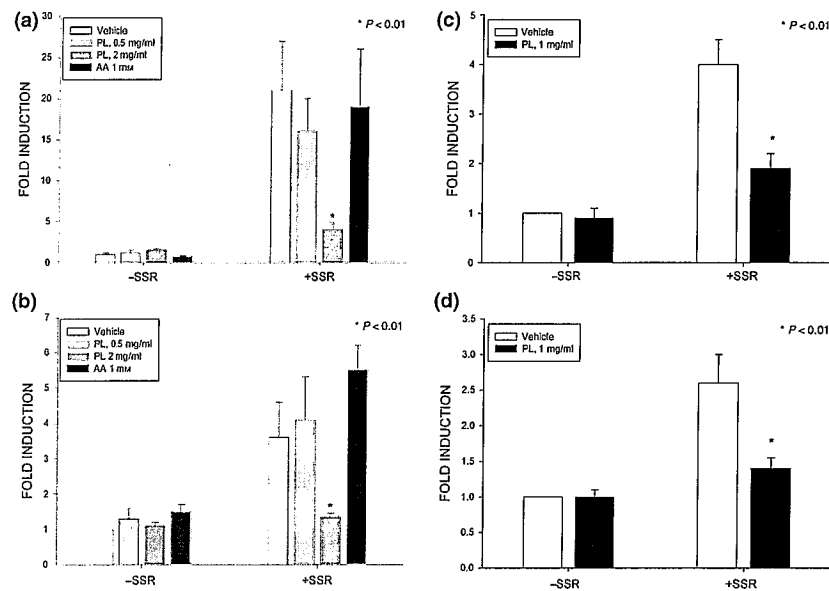 (a)
* P < 0.01
Vehicle
PL, 0.5 mg/ml
PL, 2 mg/ml
AA 1 mM
FOLD INDUCTION
30
25
20
15
10
5
0
–SSR
+SSR
(c)
* P < 0.01
Vehicle
PL, 1 mg/ml
FOLD INDUCTION
5
4
3
2
1
0
–SSR
+SSR
(b)
* P < 0.01
Vehicle
PL, 0.5 mg/ml
PL 2 mg/ml
AA 1 mM
FOLD INDUCTION
7
6
5
4
3
2
1
0
*
–SSR
+SSR
(d)
* P < 0.01
Vehicle
PL, 1 mg/ml
FOLD INDUCTION
3.0
2.5
2.0
1.5
1.0
0.5
0.0
*
–SSR
+SSR